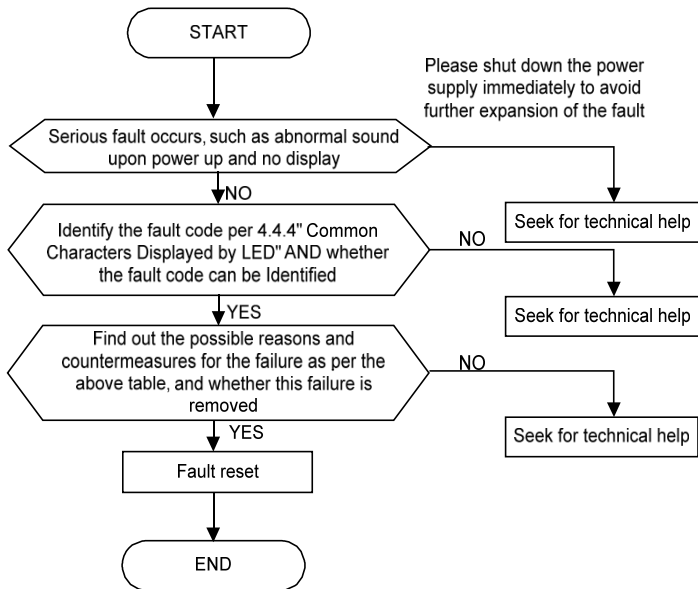 START
Please shut down the power
supply immediately to avoid
further expansion of the fault
Serious fault occurs, such as abnormal sound
upon power up and no display
NO
Seek for technical help
Identify the fault code per 4.4.4" Common
Characters Displayed by LED" AND whether
the fault code can be Identified
NO
YES
Seek for technical help
Find out the possible reasons and
countermeasures for the failure as per the
above table, and whether this failure is
removed
NO
YES
Seek for technical help
Fault reset
END